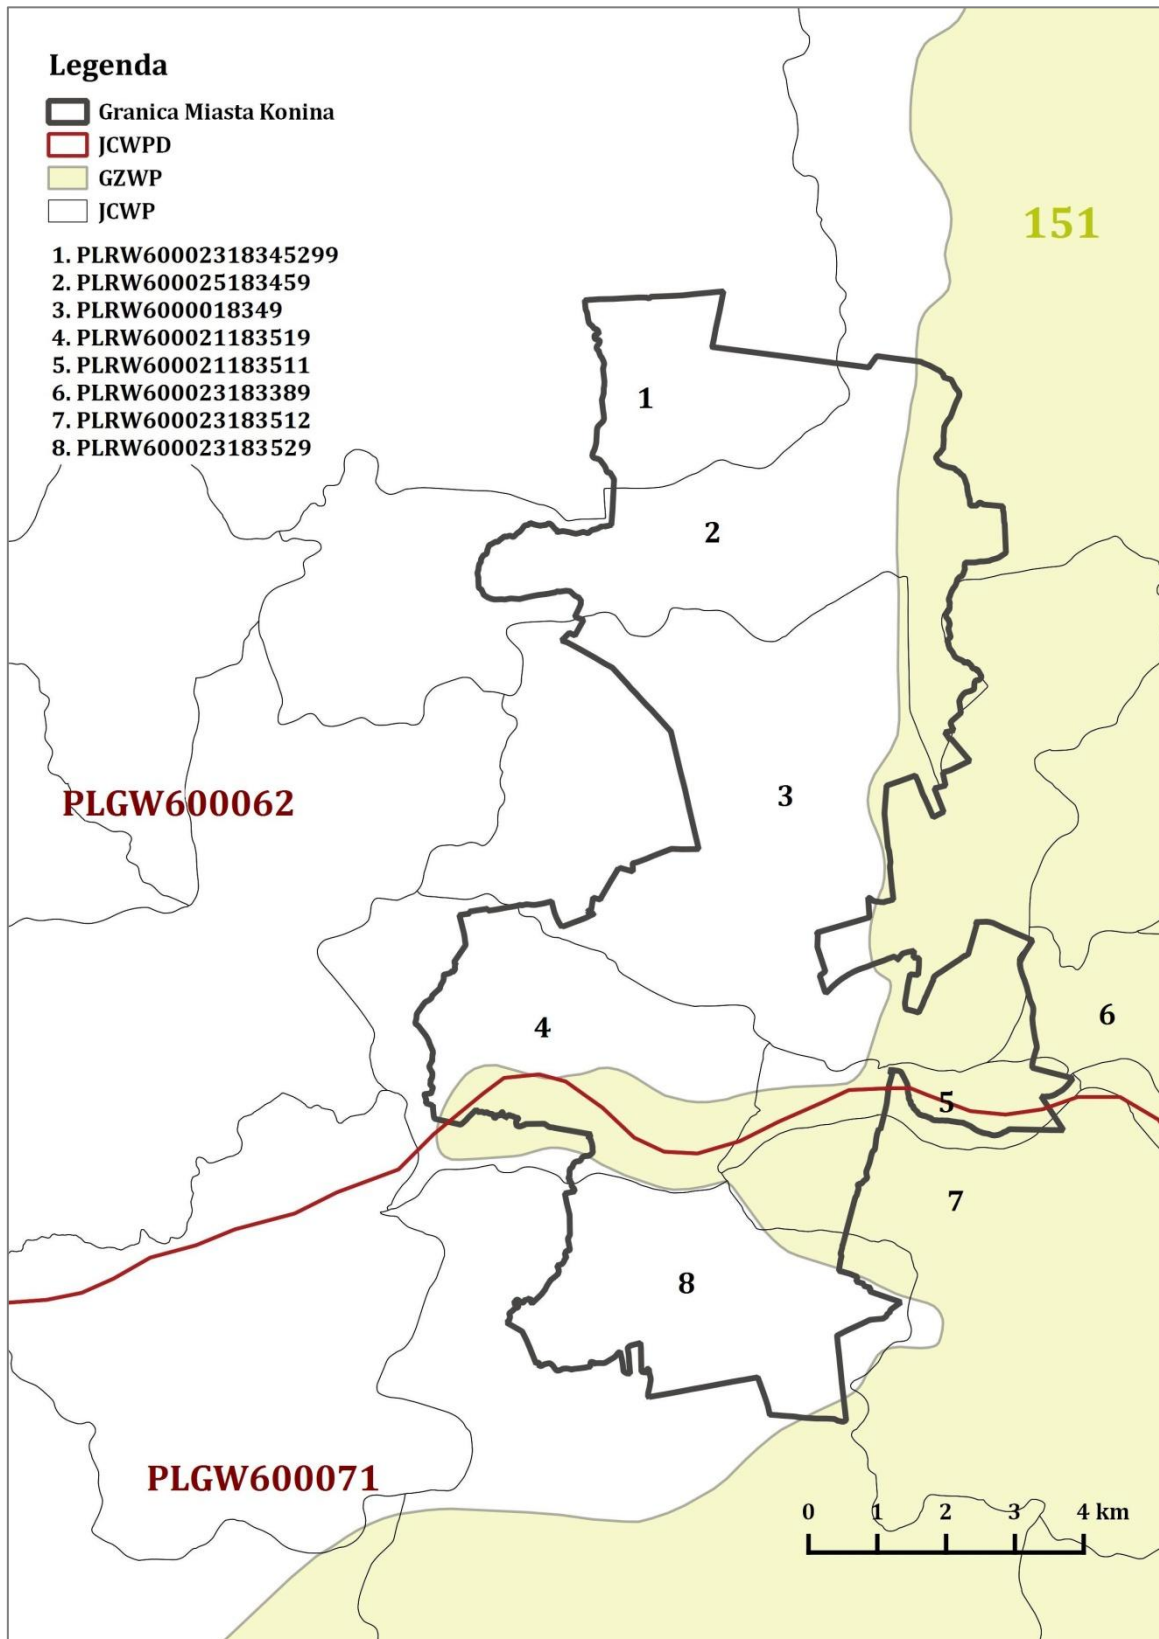 Legenda
Granica Miasta Konina
JCWPD
GZWP
JCWP
1. PLRW60002318345299
2. PLRW600025183459
3. PLRW6000018349
4. PLRW600021183519
5. PLRW600021183511
6. PLRW600023183389
7. PLRW600023183512
8. PLRW600023183529
151
1
2
3
PLGW600062
4
6
5
7
8
PLGW600071
0 1 2 3 4 km